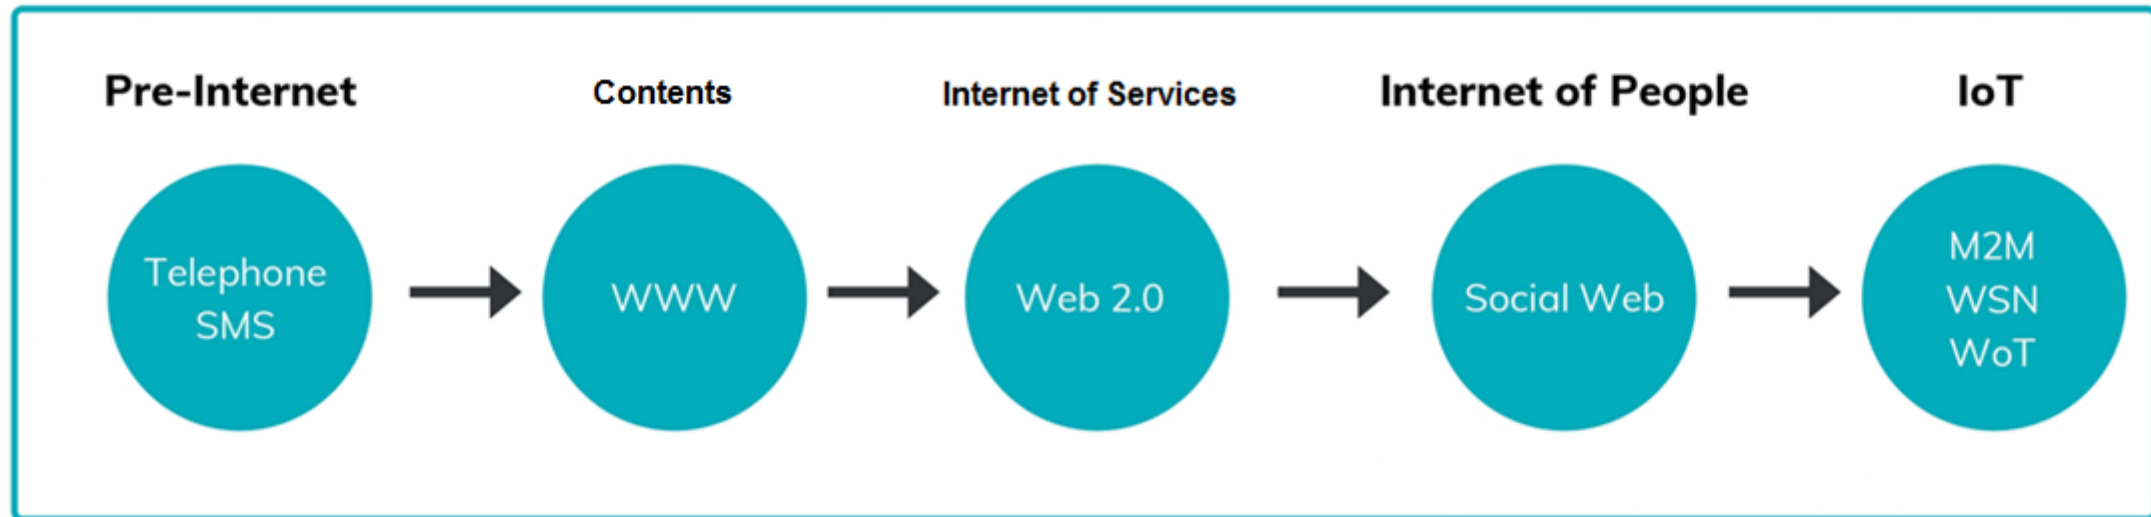 Pre-Internet
Contents
Internet of Services
Internet of People
IoT
Telephone
SMS
WWW
Web 2.0
Social Web
M2M
WSN
WoT